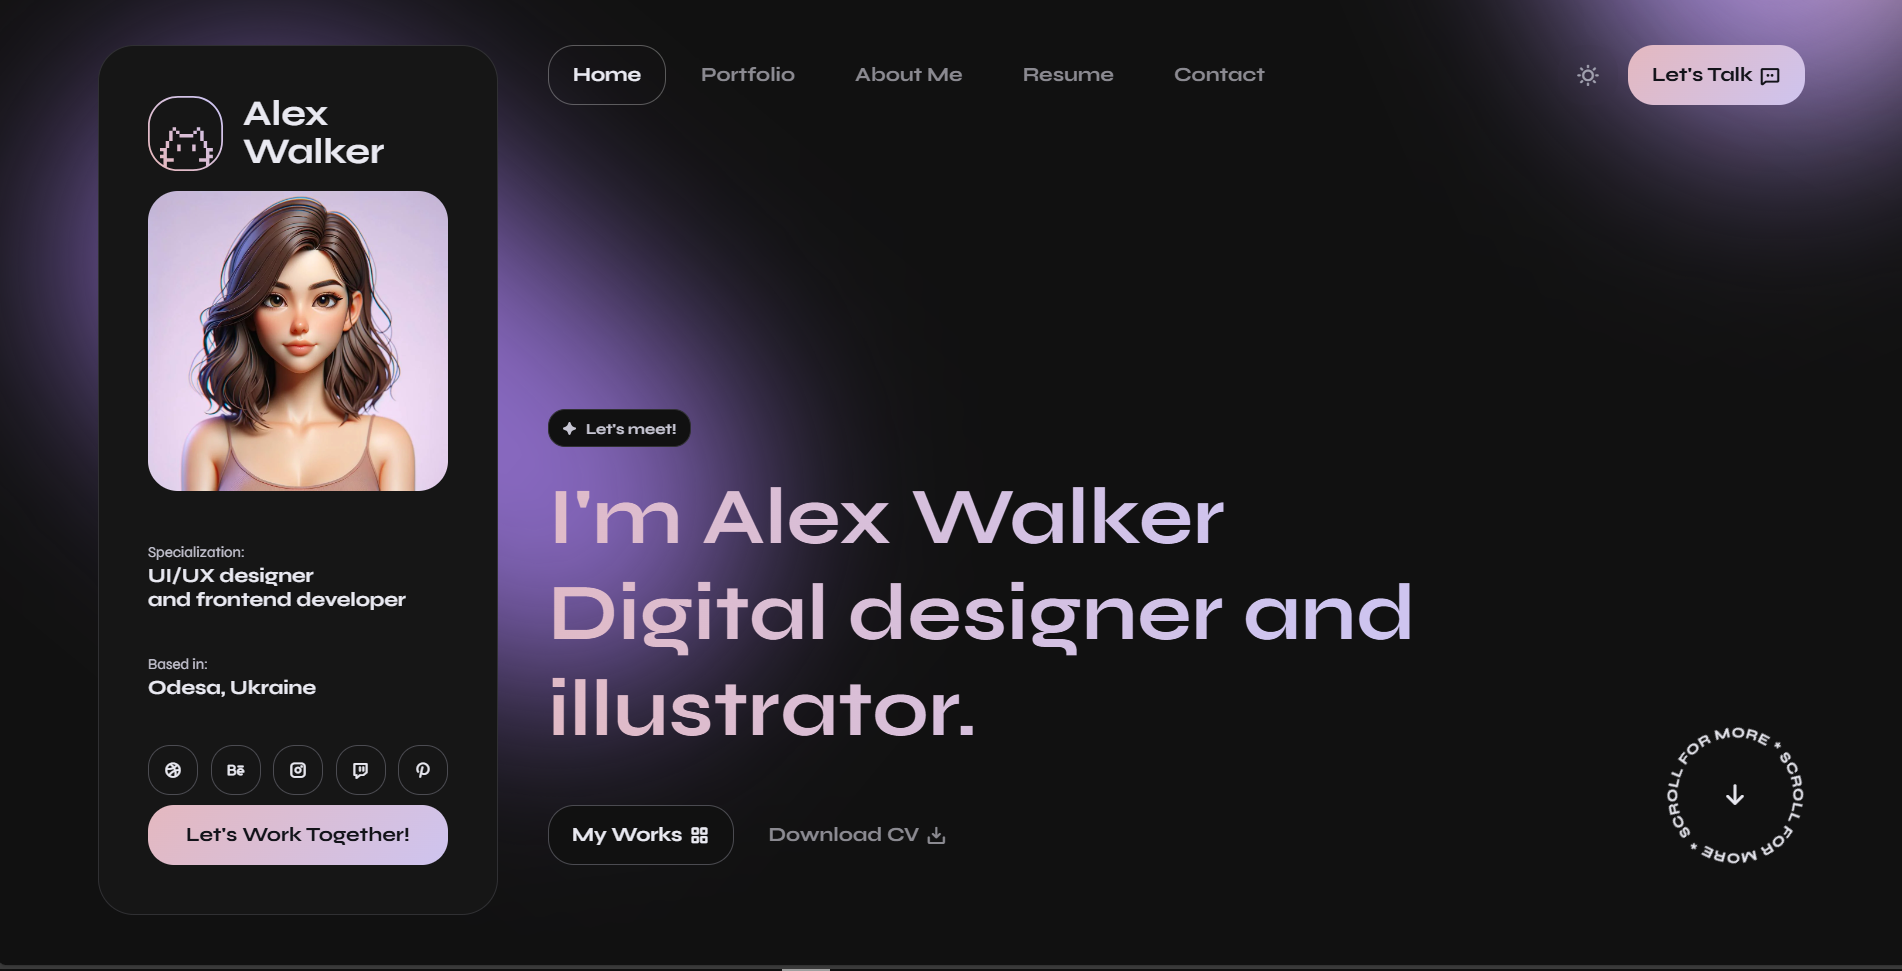 Alex
Walker
Specialization:
UI/UX designer
and frontend developer
Based in:
Odesa, Ukraine
Bē
Let's Work Together!
Home
Portfolio
About Me
Resume
Contact
Let's Talk
Let's meet!
I'm Alex Walker
Digital designer and
illustrator.
My Works
Download CV
SCROLL FOR MORE * SCROLL FOR MORE *